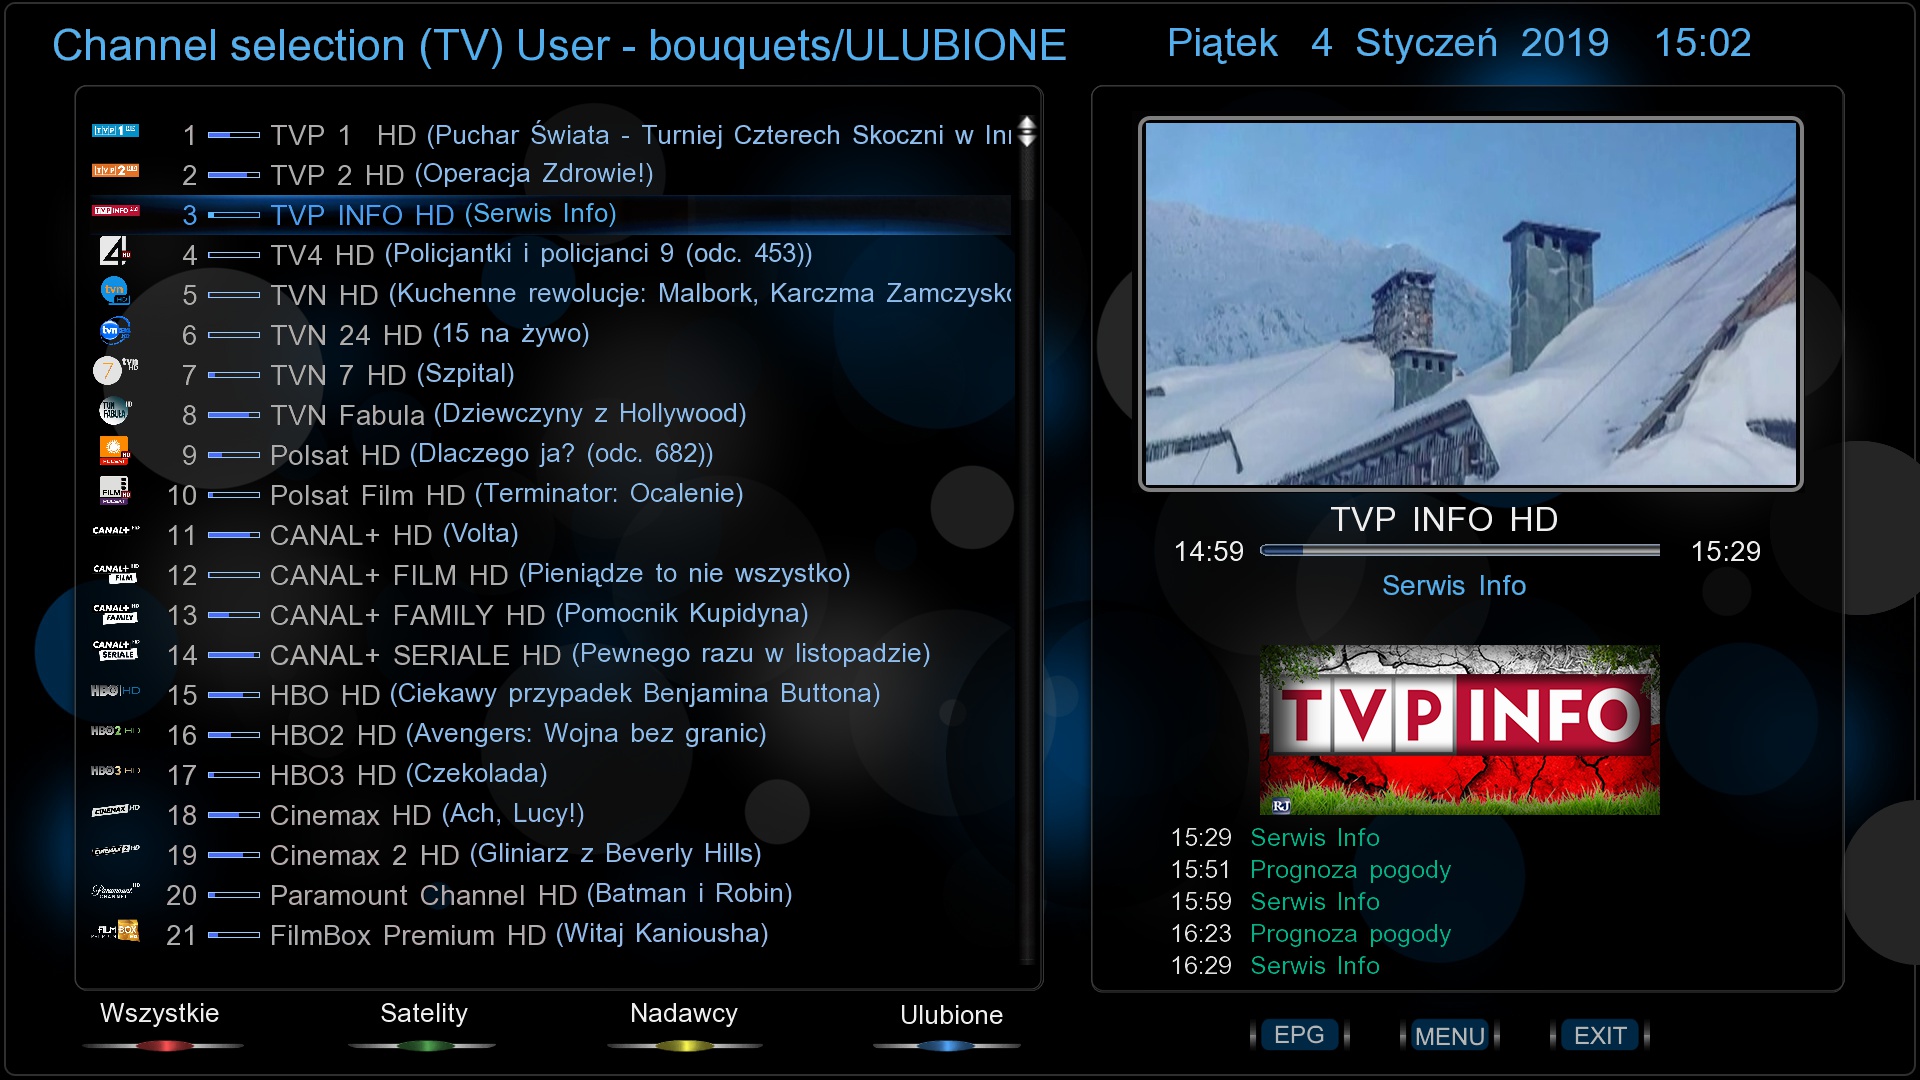 Channel selection (TV) User - bouquets/ULUBIONE
Piątek 4 Styczeń 2019 15:02
1 TVP 1 HD (Puchar Świata - Turniej Czterech Skoczni w Inn
2 TVP 2 HD (Operacja Zdrowie!)
3 TVP INFO HD (Serwis Info)
4 TV4 HD (Policjantki i policjanci 9 (odc. 453))
5 TVN HD (Kuchenne rewolucje: Malbork, Karczma Zamczysko
6 TVN 24 HD (15 na żywo)
7 TVN 7 HD (Szpital)
8 TVN Fabula (Dziewczyny z Hollywood)
9 Polsat HD (Dlaczego ja? (odc. 682))
10 Polsat Film HD (Terminator: Ocalenie)
11 CANAL+ HD (Volta)
12 CANAL+ FILM HD (Pieniądze to nie wszystko)
13 CANAL+ FAMILY HD (Pomocnik Kupidyna)
14 CANAL+ SERIALE HD (Pewnego razu w listopadzie)
15 HBO HD (Ciekawy przypadek Benjamina Buttona)
16 HBO2 HD (Avengers: Wojna bez granic)
17 HBO3 HD (Czekolada)
18 Cinemax HD (Ach, Lucy!)
19 Cinemax 2 HD (Gliniarz z Beverly Hills)
20 Paramount Channel HD (Batman i Robin)
21 FilmBox Premium HD (Witaj Kaniousha)
TVP INFO HD
14:59 15:29
Serwis Info
TVP INFO
RJ
15:29 Serwis Info
15:51 Prognoza pogody
15:59 Serwis Info
16:23 Prognoza pogody
16:29 Serwis Info
Wszystkie Satelity Nadawcy Ulubione
EPG MENU EXIT